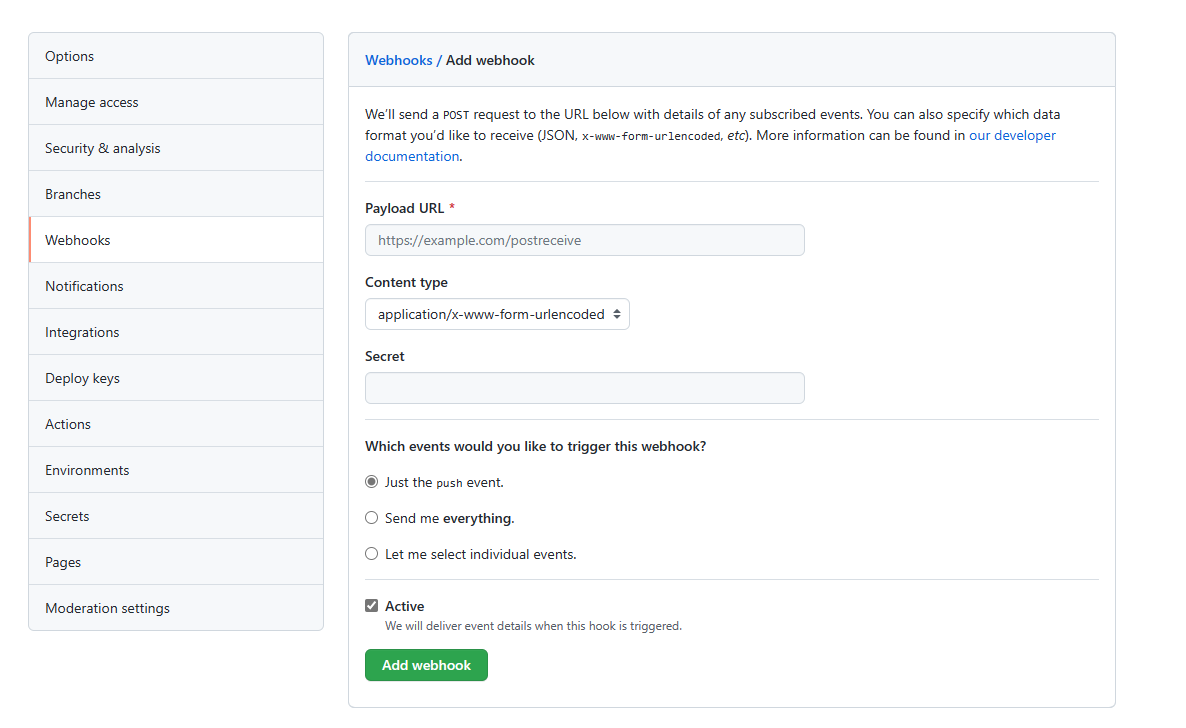 Options
Manage access
Security & analysis
Branches
Webhooks
Notifications
Integrations
Deploy keys
Actions
Environments
Secrets
Pages
Moderation settings
Webhooks / Add webhook
We’ll send a POST request to the URL below with details of any subscribed events. You can also specify which data
format you’d like to receive (JSON, x-www-form-urlencoded, etc). More information can be found in our developer
documentation.
Payload URL *
https://example.com/postreceive
Content type
application/x-www-form-urlencoded
Secret
Which events would you like to trigger this webhook?
Just the push event.
Send me everything.
Let me select individual events.
Active
We will deliver event details when this hook is triggered.
Add webhook